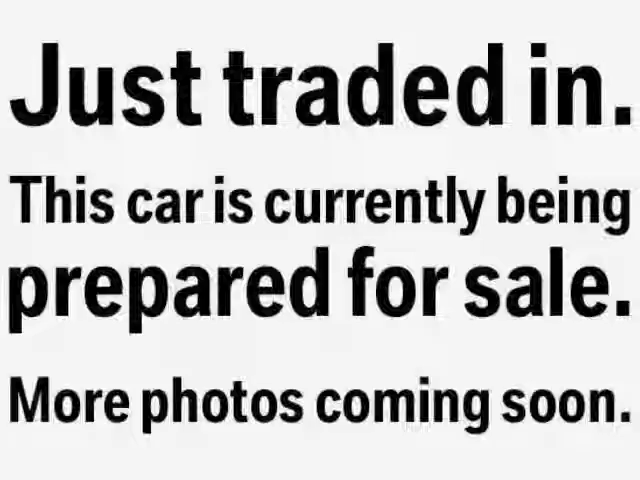 Just traded in.
This car is currently being
prepared for sale.
More photos coming soon.